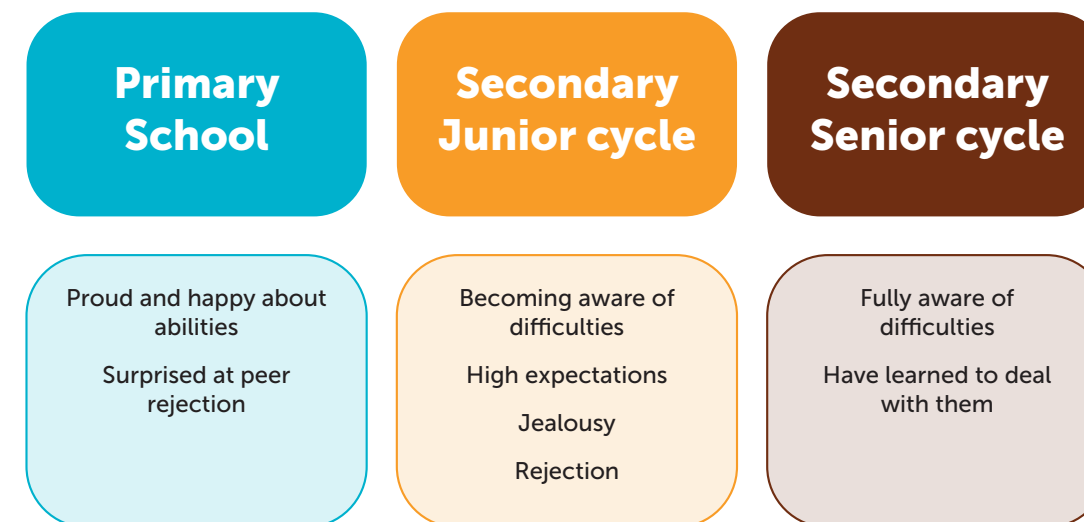 Primary
School
Secondary
Junior cycle
Secondary
Senior cycle
Proud and happy about
abilities
Surprised at peer
rejection
Becoming aware of
difficulties
High expectations
Jealousy
Rejection
Fully aware of
difficulties
Have learned to deal
with them